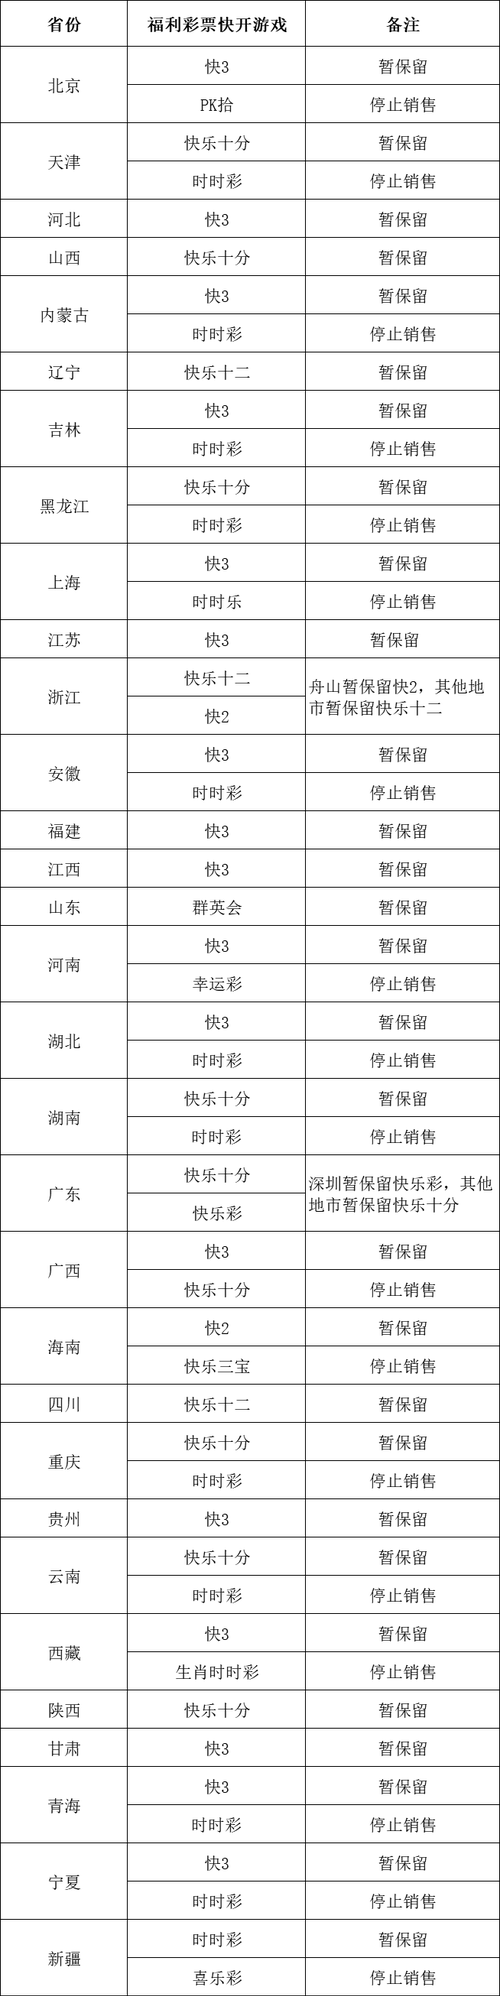 省份 福利彩票快开游戏 备注
北京 快3 暂保留
PK拾 停止销售
天津 快乐十分 暂保留
时时彩 停止销售
河北 快3 暂保留
山西 快乐十分 暂保留
内蒙古 快3 暂保留
时时彩 停止销售
辽宁 快乐十二 暂保留
吉林 快3 暂保留
时时彩 停止销售
黑龙江 快乐十分 暂保留
时时彩 停止销售
上海 快3 暂保留
时时乐 停止销售
江苏 快3 暂保留
浙江 快乐十二 舟山暂保留快2，其他地
快2 市暂保留快乐十二
安徽 快3 暂保留
时时彩 停止销售
福建 快3 暂保留
江西 快3 暂保留
山东 群英会 暂保留
河南 快3 暂保留
幸运彩 停止销售
湖北 快3 暂保留
时时彩 停止销售
湖南 快乐十分 暂保留
时时彩 停止销售
广东 快乐十分 深圳暂保留快乐彩，其他
快乐彩 地市暂保留快乐十分
广西 快3 暂保留
快乐十分 停止销售
海南 快2 暂保留
快乐三宝 停止销售
四川 快乐十二 暂保留
重庆 快乐十分 暂保留
时时彩 停止销售
贵州 快3 暂保留
云南 快乐十分 暂保留
时时彩 停止销售
西藏 快3 暂保留
生肖时时彩 停止销售
陕西 快乐十分 暂保留
甘肃 快3 暂保留
青海 快3 暂保留
时时彩 停止销售
宁夏 快3 暂保留
时时彩 停止销售
新疆 时时彩 暂保留
喜乐彩 停止销售